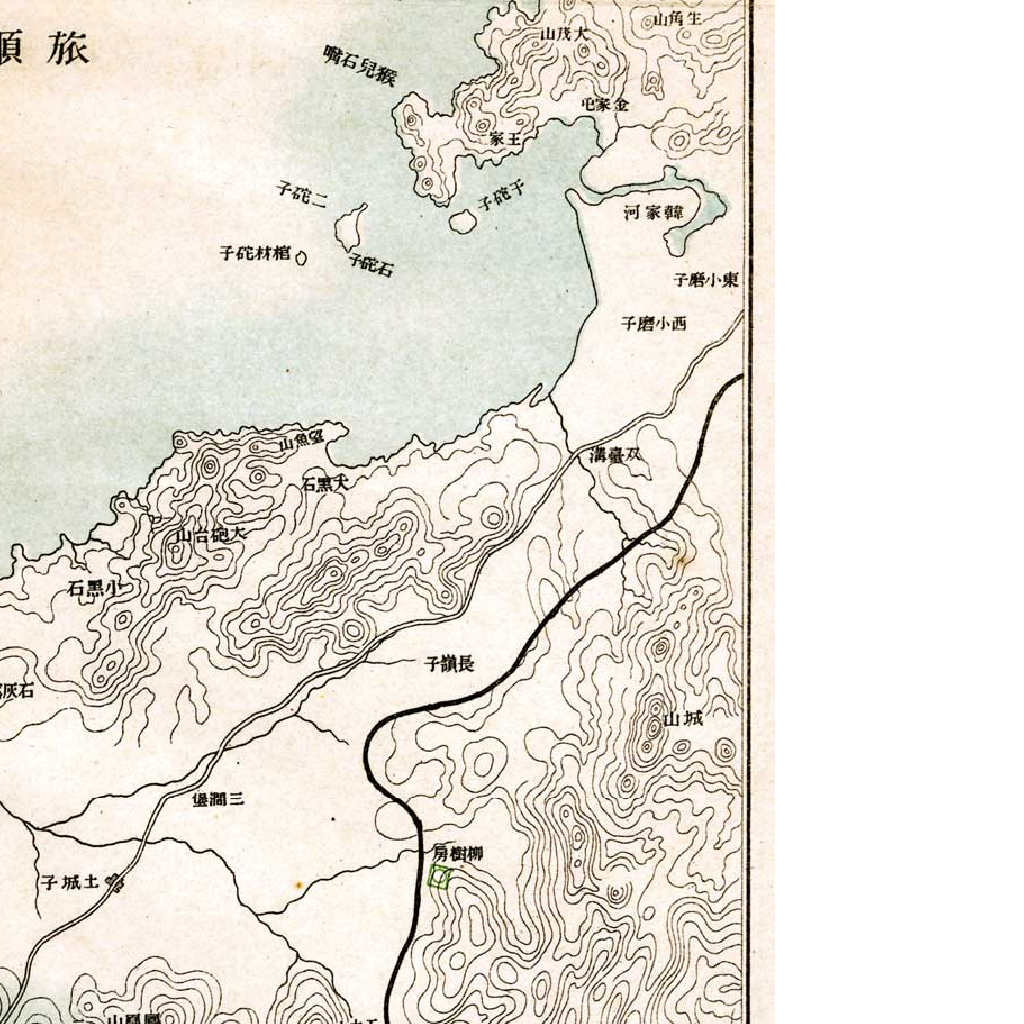 旅順
生角山
大茂山
猴兒石嘴
金家屯
王家
二砣子
于砣子
韓家河
棺材砣子
石砣子
東小磨子
西小磨子
望魚山
双臺溝
大黑石
大砲台山
小黑石
長嶺子
石灰
城山
三澗堡
柳樹房
土城子